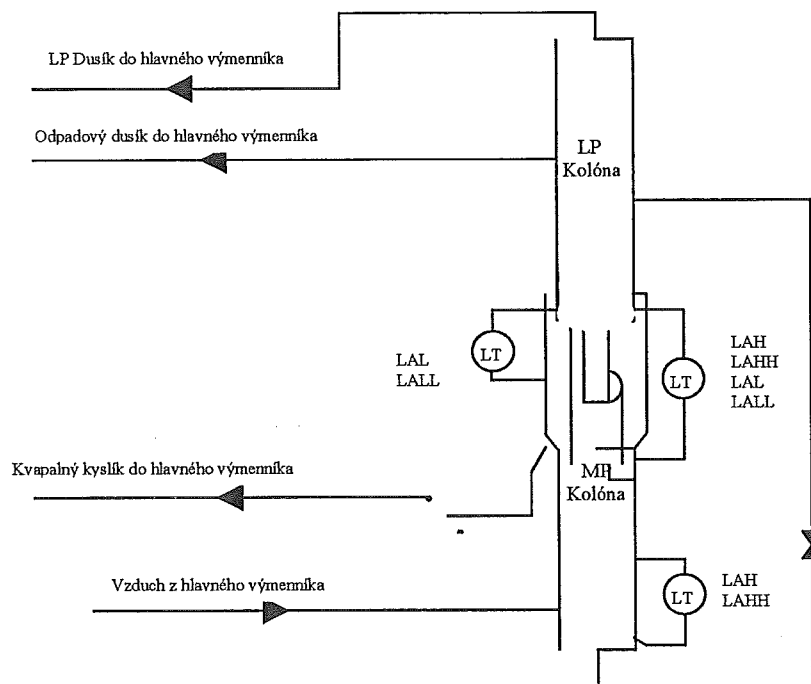 LP Dusík do hlavného výmenníka
Odpadový dusík do hlavného výmenníka
LP
Kolóna
LT
LAL
LALL
LT
LAH
LAHH
LAL
LALL
Kvapalný kyslík do hlavného výmenníka
MP
Kolóna
Vzduch z hlavného výmenníka
LT
LAH
LAHH